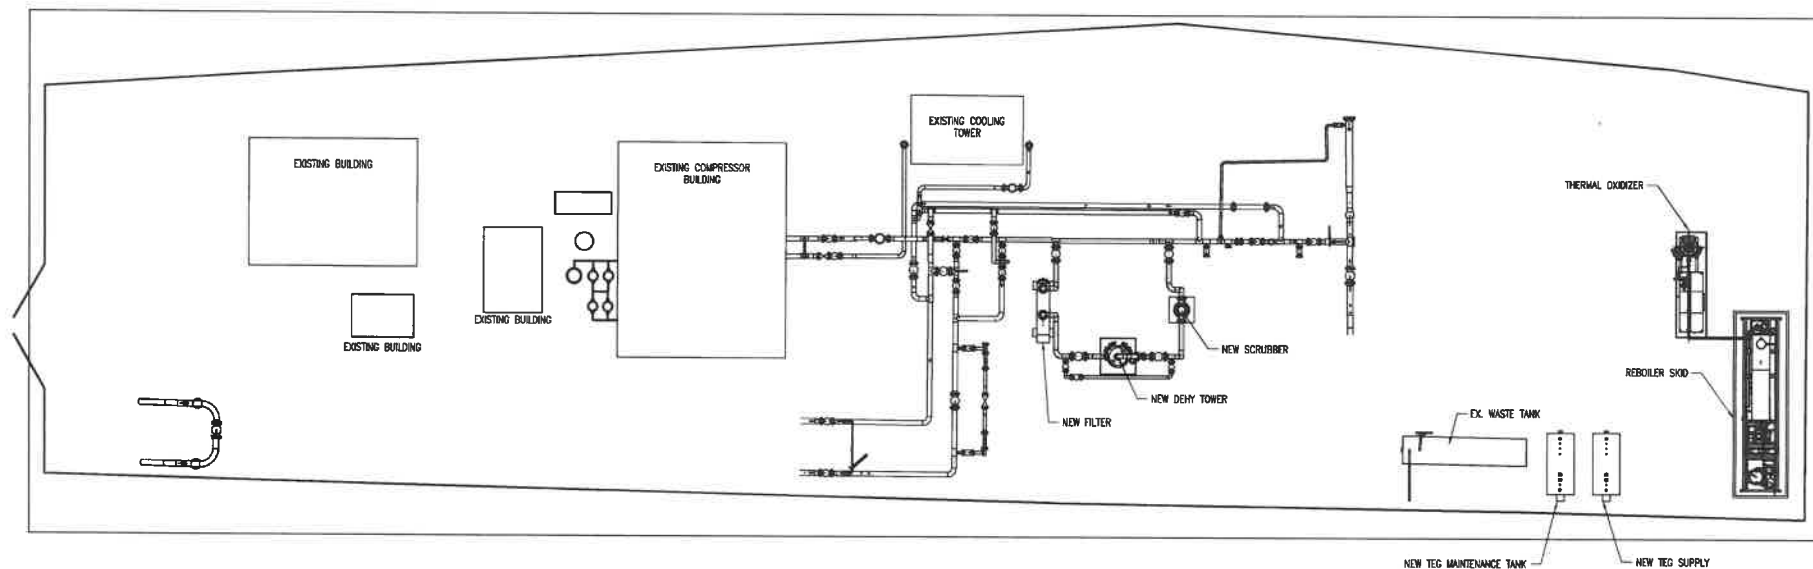 EXISTING COOLING
TOWER
EXISTING BUILDING
EXISTING COMPRESSOR
BUILDING
THERMAL OXIDIZER
EXISTING BUILDING
EXISTING BUILDING
NEW SCRUBBER
REBOILER SKID
NEW DEHY TOWER
NEW FILTER
EX. WASTE TANK
NEW TEG MAINTENANCE TANK
NEW TEG SUPPLY